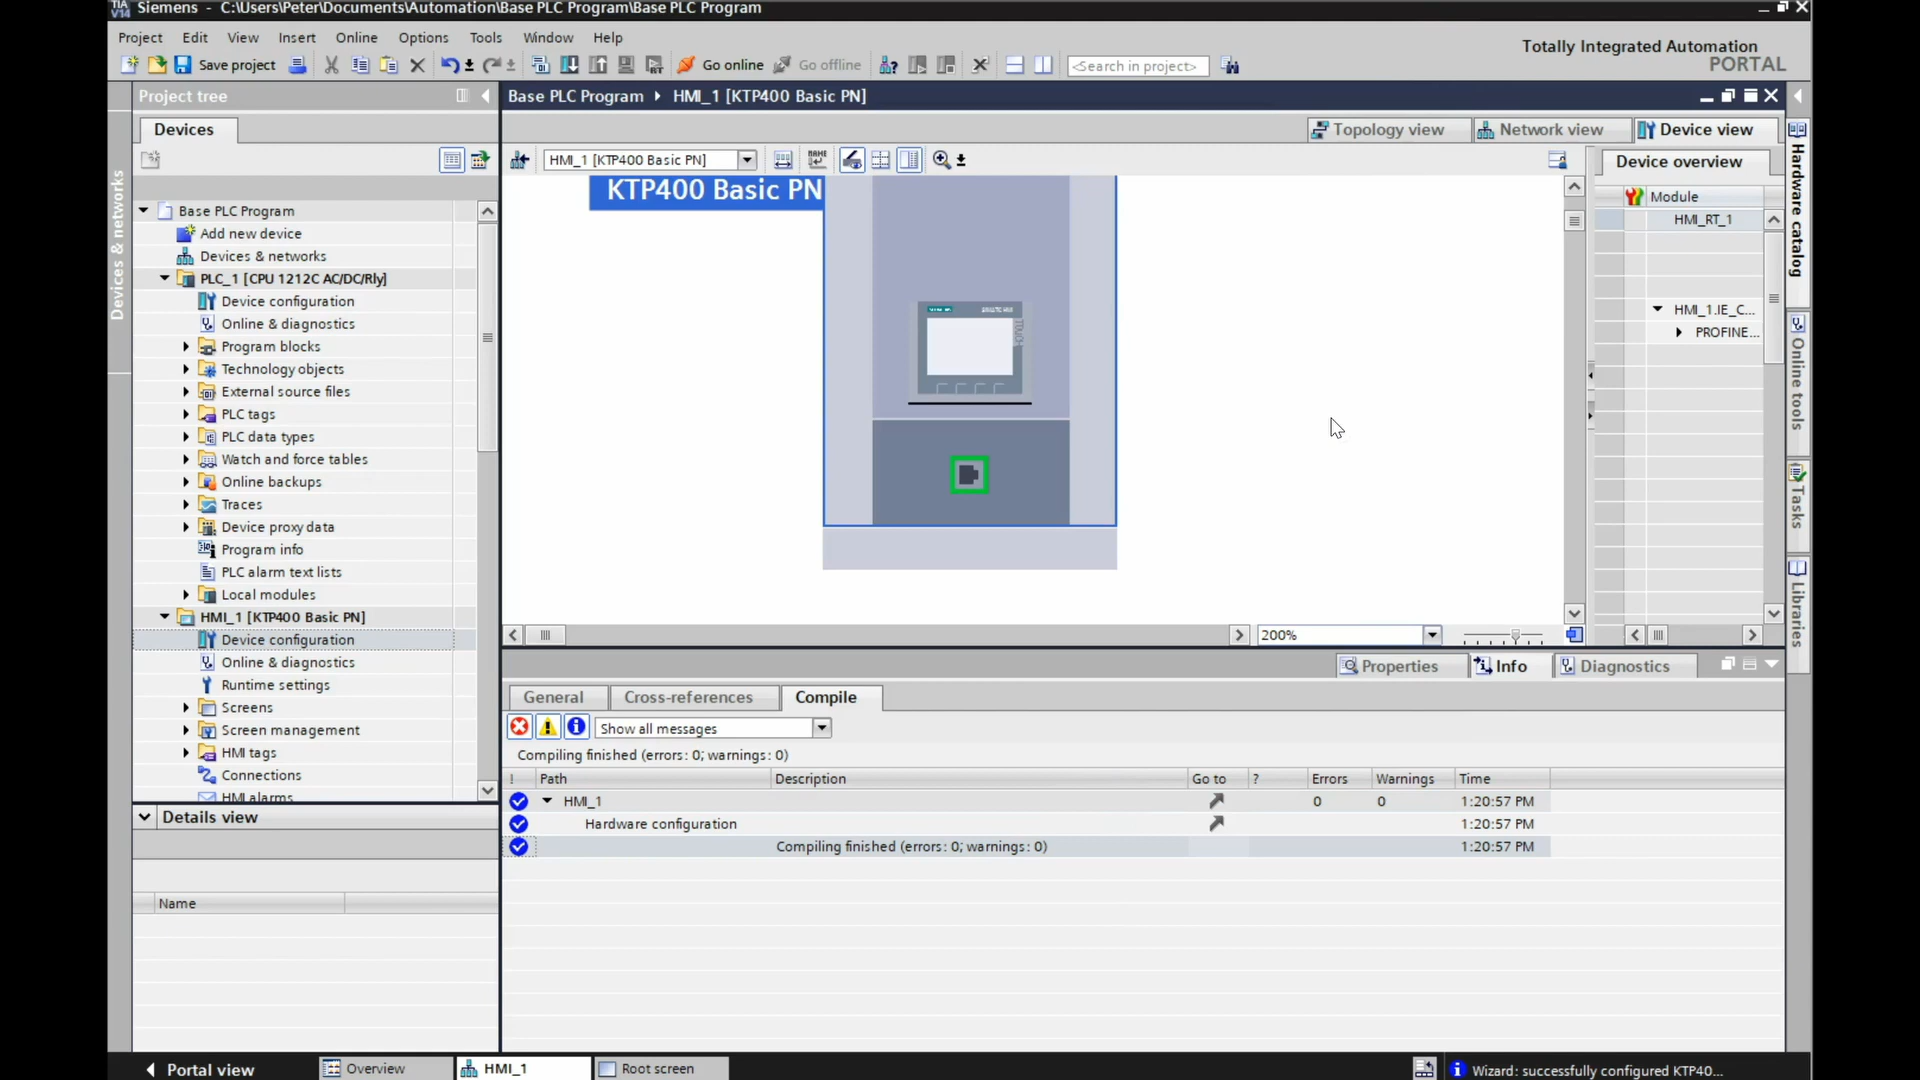 TIA
V14
Siemens - C:\Users\Peter\Documents\Automation\Base PLC Program\Base PLC Program
Project Edit View Insert Online Options Tools Window Help
Totally Integrated Automation
PORTAL
Save project
Go online
Go offline
<Search in project>
Project tree
Base PLC Program ▸ HMI_1 [KTP400 Basic PN]
Devices
Topology view
Network view
Device view
HMI_1 [KTP400 Basic PN]
Device overview
Devices & networks
Base PLC Program
Add new device
Devices & networks
PLC_1 [CPU 1212C AC/DC/Rly]
Device configuration
Online & diagnostics
Program blocks
Technology objects
External source files
PLC tags
PLC data types
Watch and force tables
Online backups
Traces
Device proxy data
Program info
PLC alarm text lists
Local modules
HMI_1 [KTP400 Basic PN]
Device configuration
Online & diagnostics
Runtime settings
Screens
Screen management
HMI tags
Connections
HMI alarms
KTP400 Basic PN
SIEMENS
SIMATIC HMI
TOUCH
200%
Module
HMI_RT_1
HMI_1.IE_C...
PROFINE...
Hardware catalog
Online tools
Tasks
Libraries
Properties
Info
Diagnostics
General
Cross-references
Compile
Show all messages
Compiling finished (errors: 0; warnings: 0)
! Path Description Go to ? Errors Warnings Time
HMI_1 0 0 1:20:57 PM
Hardware configuration 1:20:57 PM
Compiling finished (errors: 0; warnings: 0) 1:20:57 PM
Details view
Name
Portal view
Overview
HMI_1
Root screen
Wizard: successfully configured KTP40...